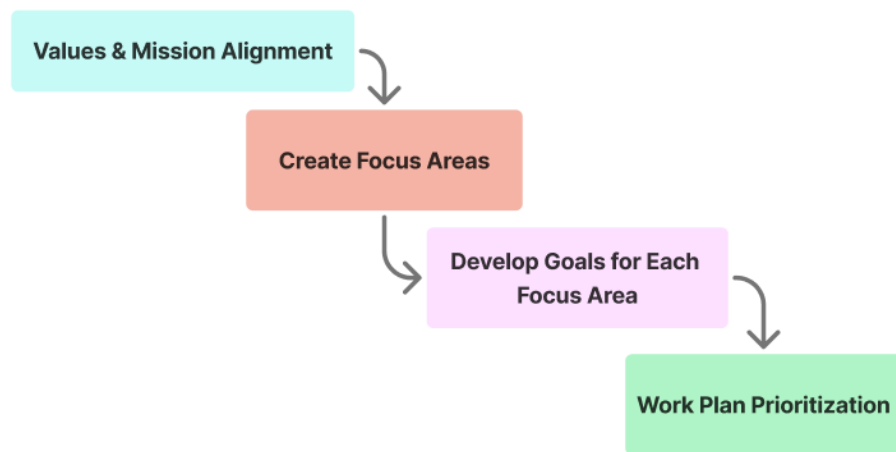 Values & Mission Alignment
Create Focus Areas
Develop Goals for Each
Focus Area
Work Plan Prioritization